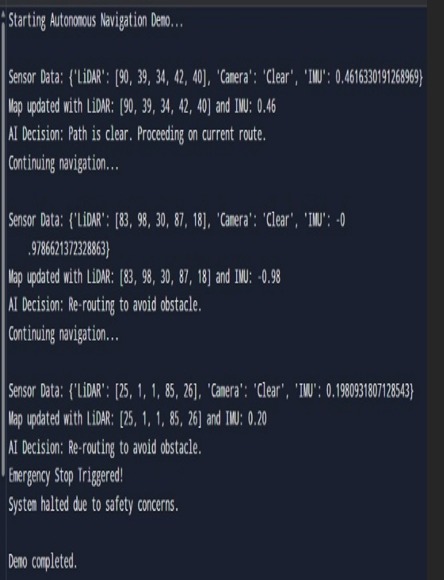 Starting Autonomous Navigation Demo...
Sensor Data: {'LiDAR': [90, 39, 34, 42, 40], 'Camera': 'Clear', 'IMU': 0.4616330191268969}
Map updated with LiDAR: [90, 39, 34, 42, 40] and IMU: 0.46
AI Decision: Path is clear. Proceeding on current route.
Continuing navigation...
Sensor Data: {'LiDAR': [83, 98, 30, 87, 18], 'Camera': 'Clear', 'IMU': -0
.9786621372328863}
Map updated with LiDAR: [83, 98, 30, 87, 18] and IMU: -0.98
AI Decision: Re-routing to avoid obstacle.
Continuing navigation...
Sensor Data: {'LiDAR': [25, 1, 1, 85, 26], 'Camera': 'Clear', 'IMU': 0.1980931807128543}
Map updated with LiDAR: [25, 1, 1, 85, 26] and IMU: 0.20
AI Decision: Re-routing to avoid obstacle.
Emergency Stop Triggered!
System halted due to safety concerns.
Demo completed.